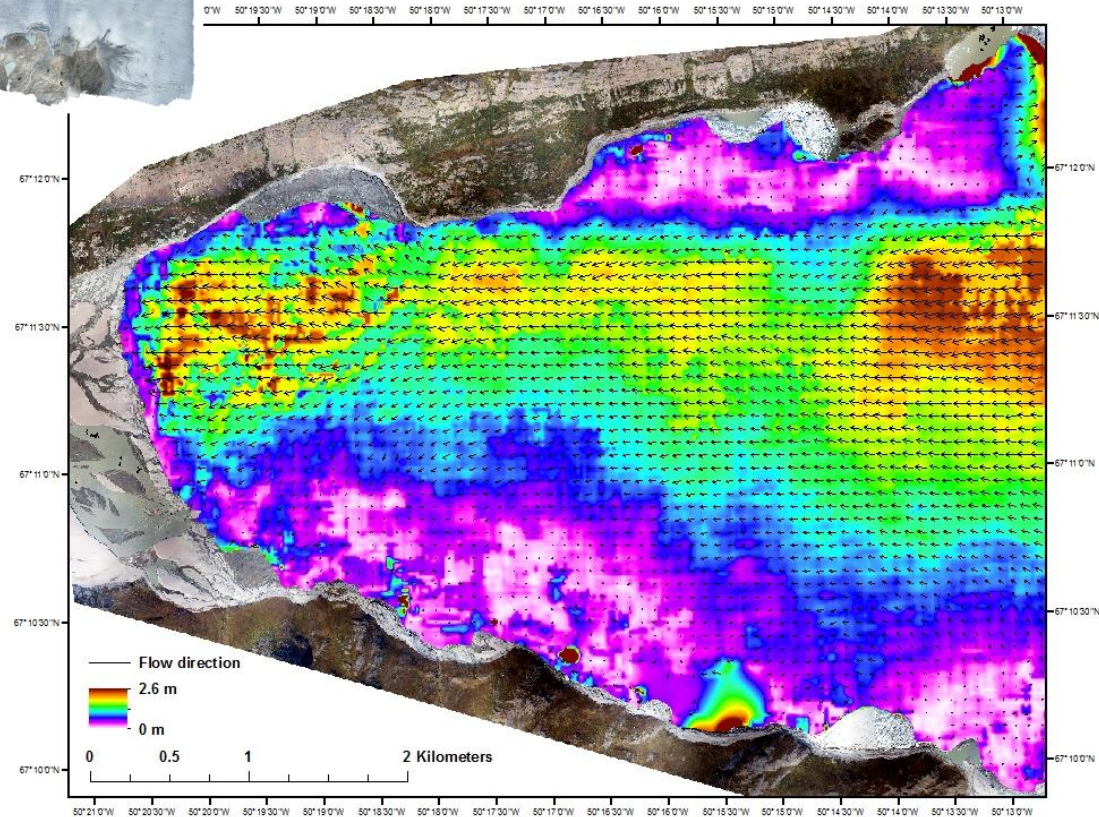 0"W 50°19'30"W 50°19'0"W 50°18'30"W 50°18'0"W 50°17'30"W 50°17'0"W 50°16'30"W 50°16'0"W 50°15'30"W 50°15'0"W 50°14'30"W 50°14'0"W 50°13'30"W 50°13'0"W
67°12'0"N 67°12'0"N
67°11'30"N 67°11'30"N
67°11'0"N 67°11'0"N
67°10'30"N 67°10'30"N
Flow direction
2.6 m
0 m
0 0.5 1 2 Kilometers
67°10'0"N 67°10'0"N
50°21'0"W 50°20'30"W 50°20'0"W 50°19'30"W 50°19'0"W 50°18'30"W 50°18'0"W 50°17'30"W 50°17'0"W 50°16'30"W 50°16'0"W 50°15'30"W 50°15'0"W 50°14'30"W 50°14'0"W 50°13'30"W 50°13'0"W